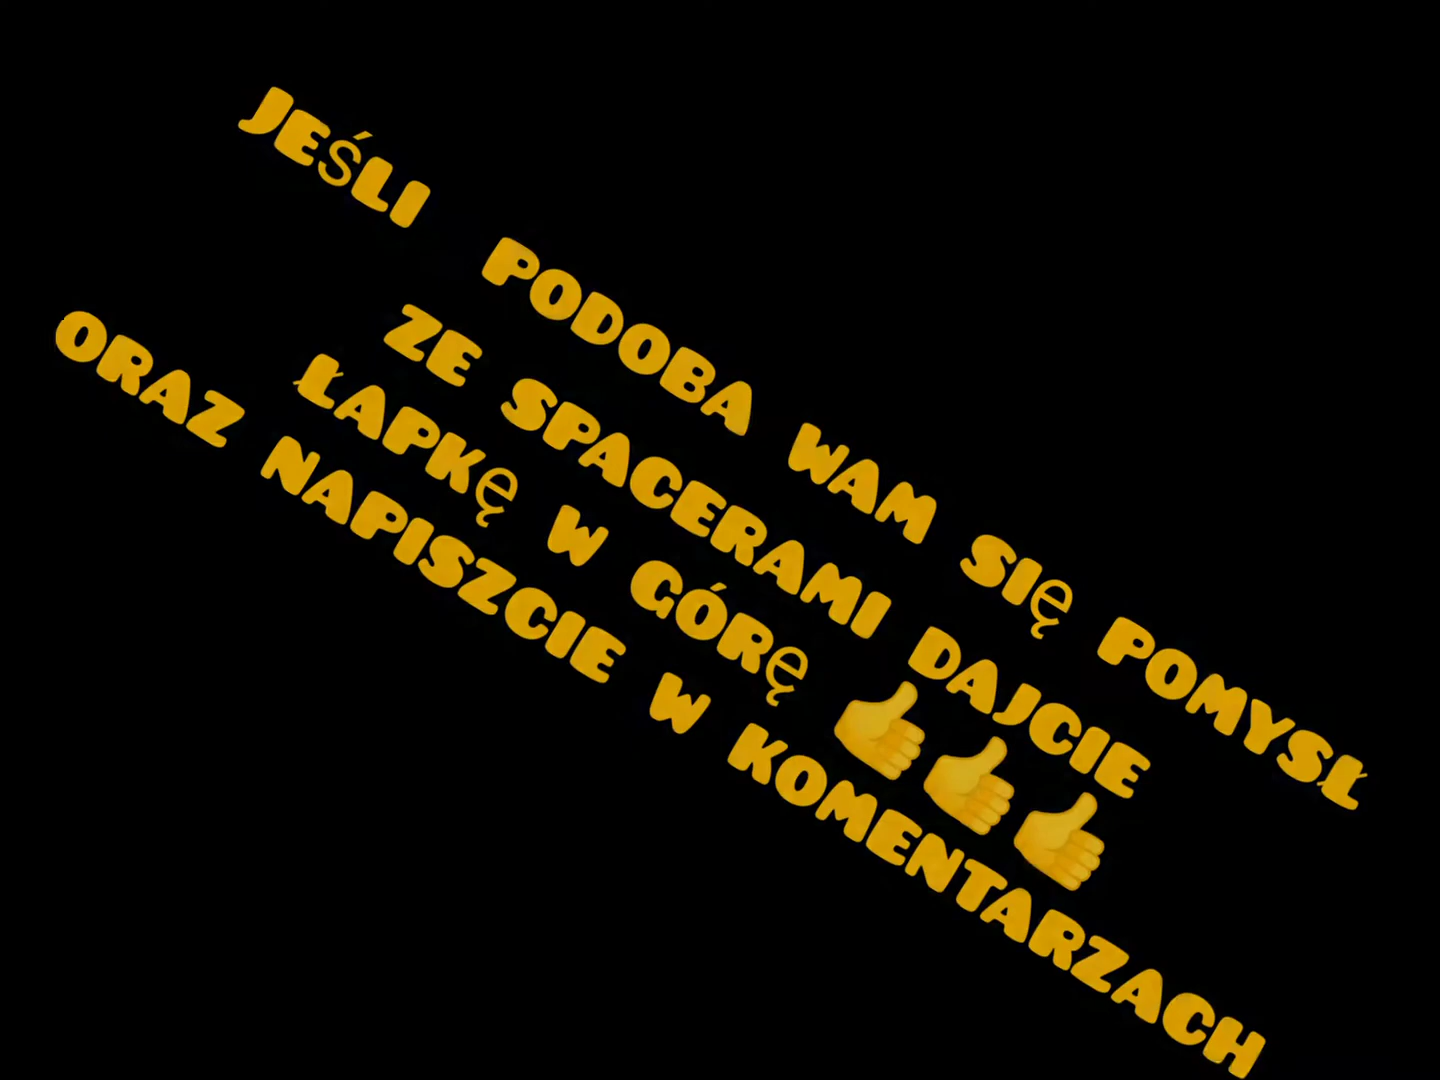 JEśLI PODOBA WAM SIę POMYSŁ
ZE SPACERAMI DAJCIE
ŁAPKę W GÓRę 👍👍👍
ORAZ NAPISZCIE W KOMENTARZACH